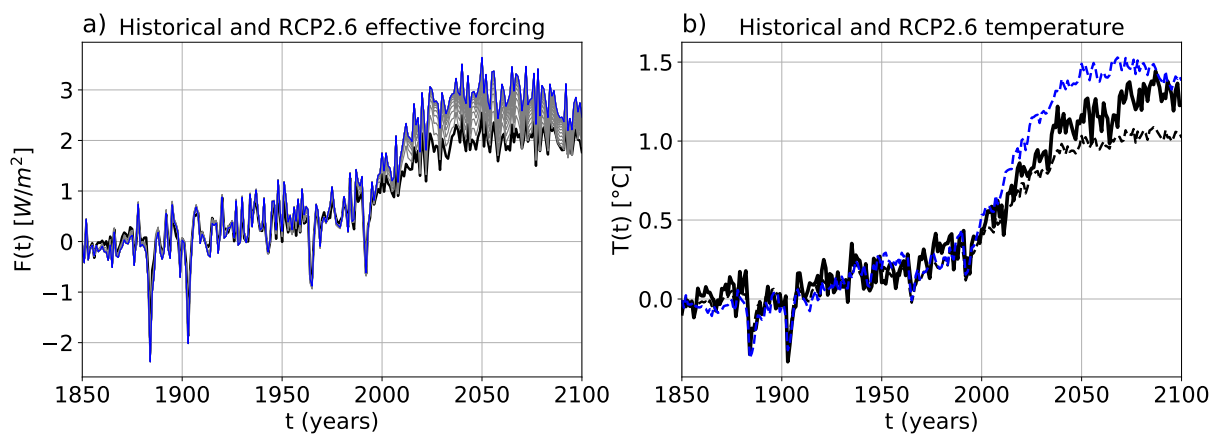 a) Historical and RCP2.6 effective forcing
F(t) [W/m²]
3
2
1
0
−1
−2
1850 1900 1950 2000 2050 2100
t (years)
b) Historical and RCP2.6 temperature
T(t) [°C]
1.5
1.0
0.5
0.0
1850 1900 1950 2000 2050 2100
t (years)